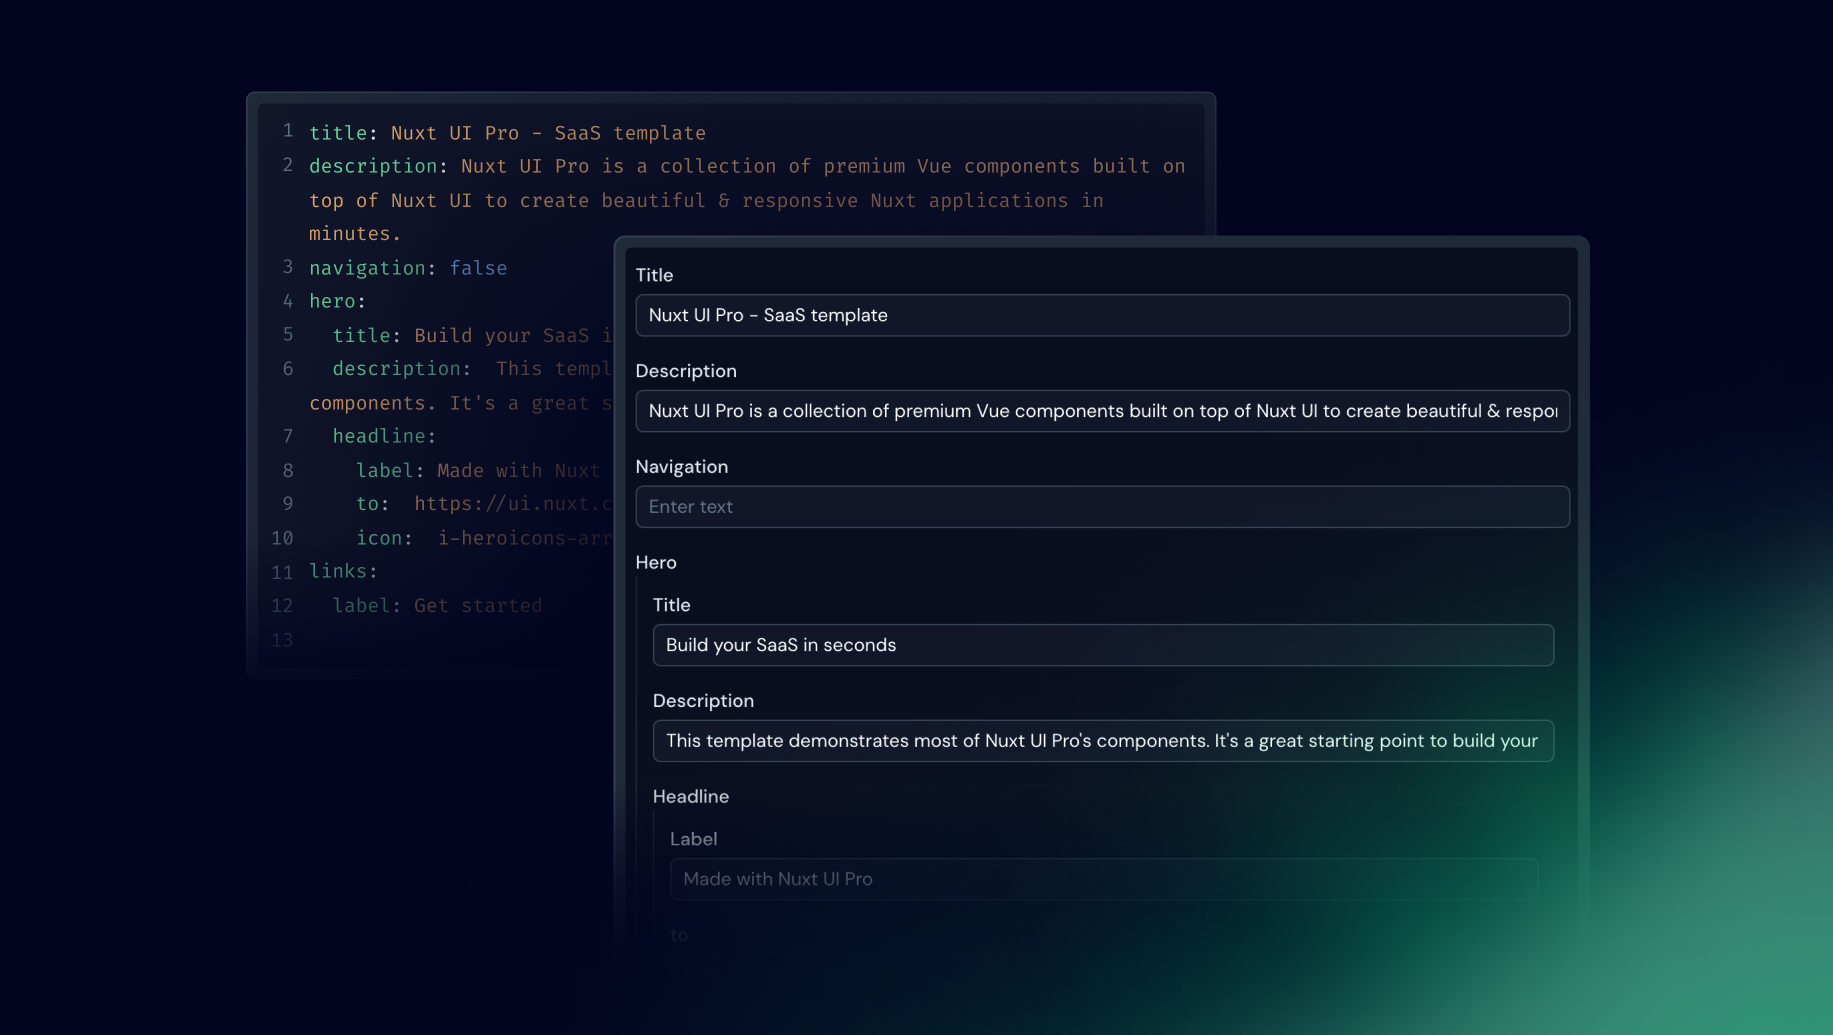 1 title: Nuxt UI Pro - SaaS template
2 description: Nuxt UI Pro is a collection of premium Vue components built on
top of Nuxt UI to create beautiful & responsive Nuxt applications in
minutes.
3 navigation: false
4 hero:
5 title: Build your SaaS i
6 description: This templ
components. It's a great s
7 headline:
8 label: Made with Nuxt
9 to: https://ui.nuxt.c
10 icon: i-heroicons-arr
11 links:
12 label: Get started
13
Title
Nuxt UI Pro - SaaS template
Description
Nuxt UI Pro is a collection of premium Vue components built on top of Nuxt UI to create beautiful & respon
Navigation
Enter text
Hero
Title
Build your SaaS in seconds
Description
This template demonstrates most of Nuxt UI Pro's components. It's a great starting point to build your
Headline
Label
Made with Nuxt UI Pro
to